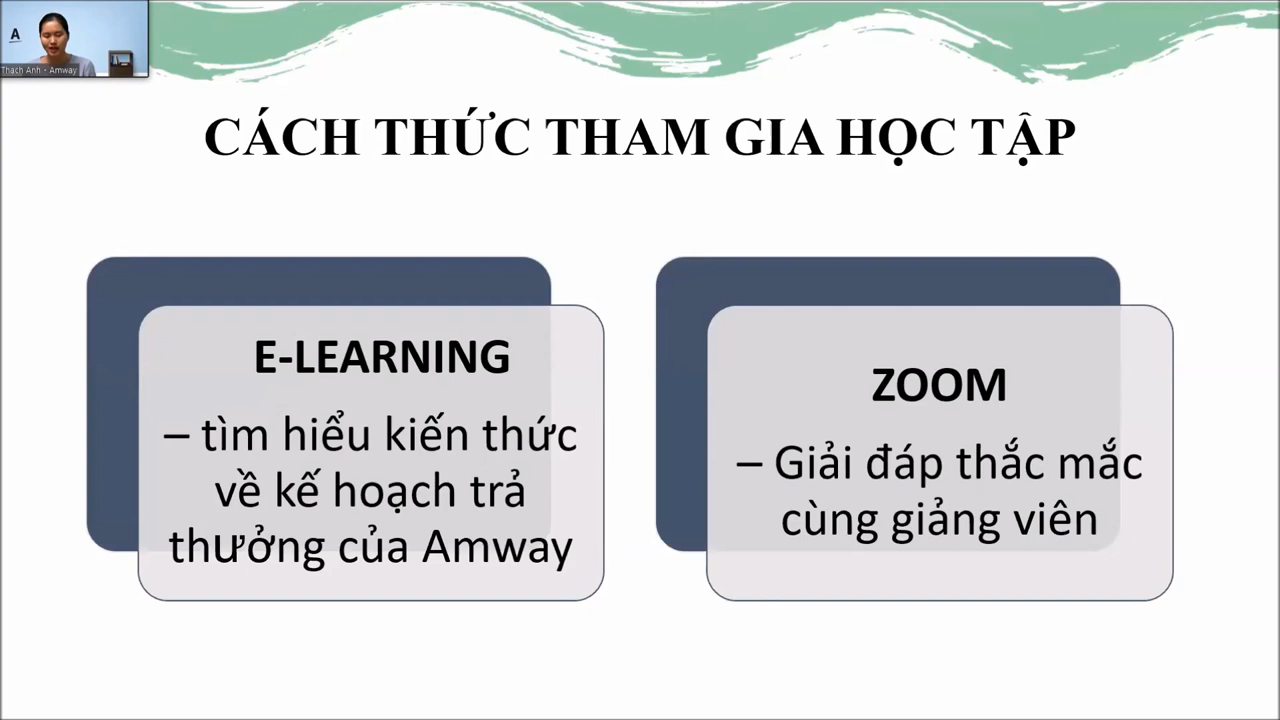 A
Thach Anh - Amway
CÁCH THỨC THAM GIA HỌC TẬP
E-LEARNING
– tìm hiểu kiến thức
về kế hoạch trả
thưởng của Amway
ZOOM
– Giải đáp thắc mắc
cùng giảng viên